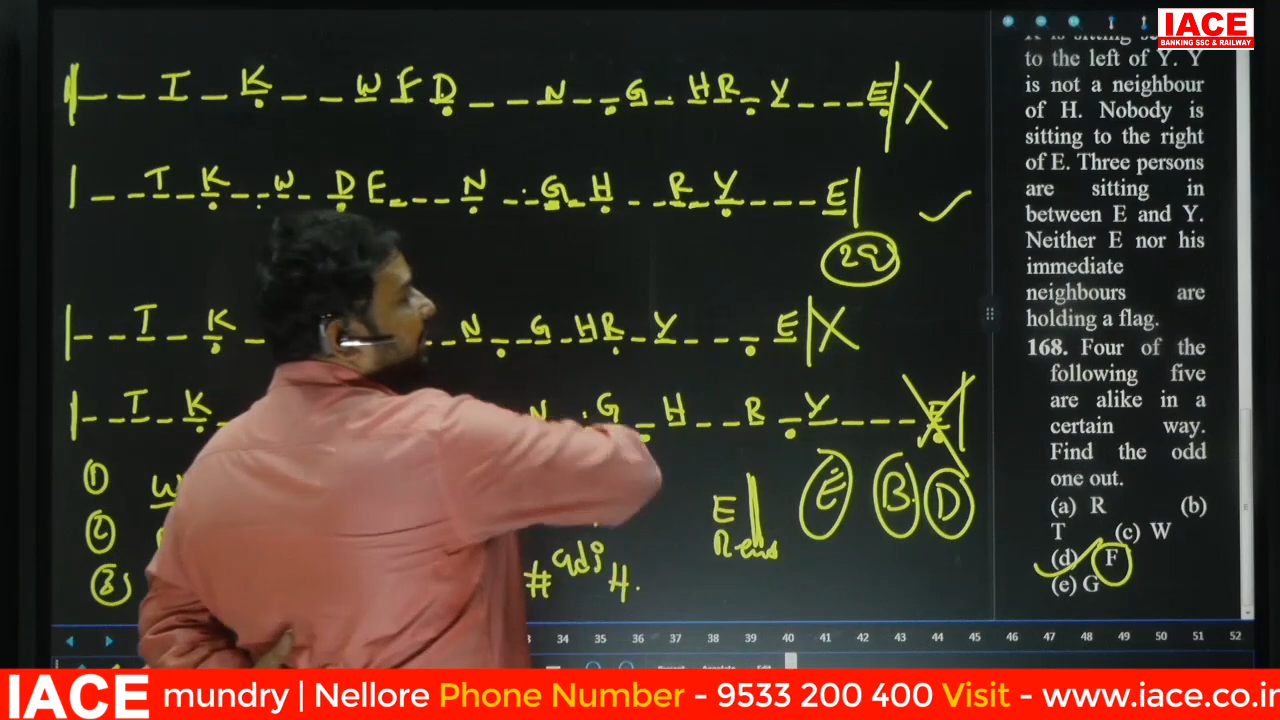 IACE
BANKING SSC & RAILWAY
to the left of Y. Y
is not a neighbour
of H. Nobody is
sitting to the right
of E. Three persons
are sitting in
between E and Y.
Neither E nor his
immediate
neighbours are
holding a flag.
168. Four of the
following five
are alike in a
certain way.
Find the odd
one out.
(a) R (b)
T (c) W
(d) F
(e) G
T K W F D N G H R Y E X
T K W D F N G H R Y E
29
T K N G H R Y E X
T K N G H R Y E
1
2
3
W
# adj H.
E
E B D
34 35 36 37 38 39 40 41 42 43 44 45 46 47 48 49 50 51 52
IACE mundry | Nellore Phone Number - 9533 200 400 Visit - www.iace.co.in